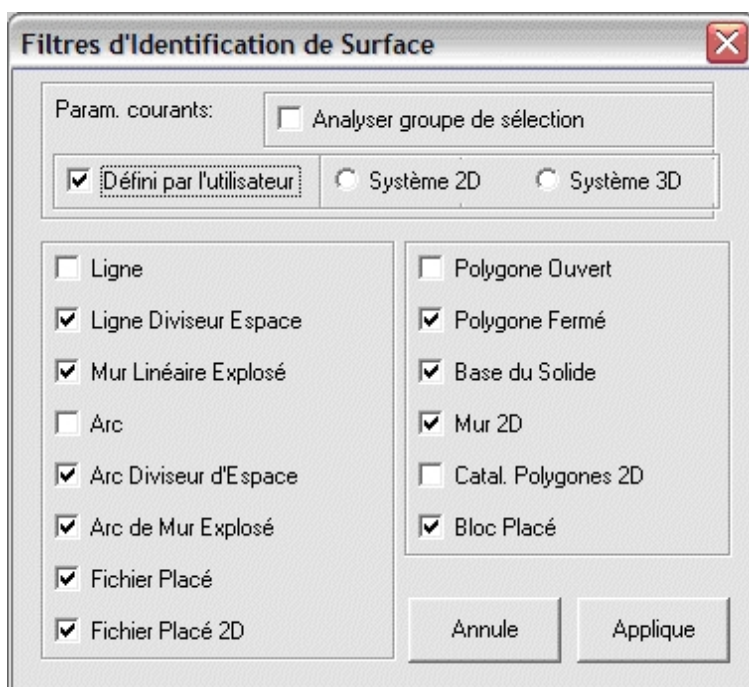 Filtres d'Identification de Surface
Param. courants:
Analyser groupe de sélection
Défini par l'utilisateur
Système 2D
Système 3D
Ligne
Ligne Diviseur Espace
Mur Linéaire Explosé
Arc
Arc Diviseur d'Espace
Arc de Mur Explosé
Fichier Placé
Fichier Placé 2D
Polygone Ouvert
Polygone Fermé
Base du Solide
Mur 2D
Catal. Polygones 2D
Bloc Placé
Annule
Applique